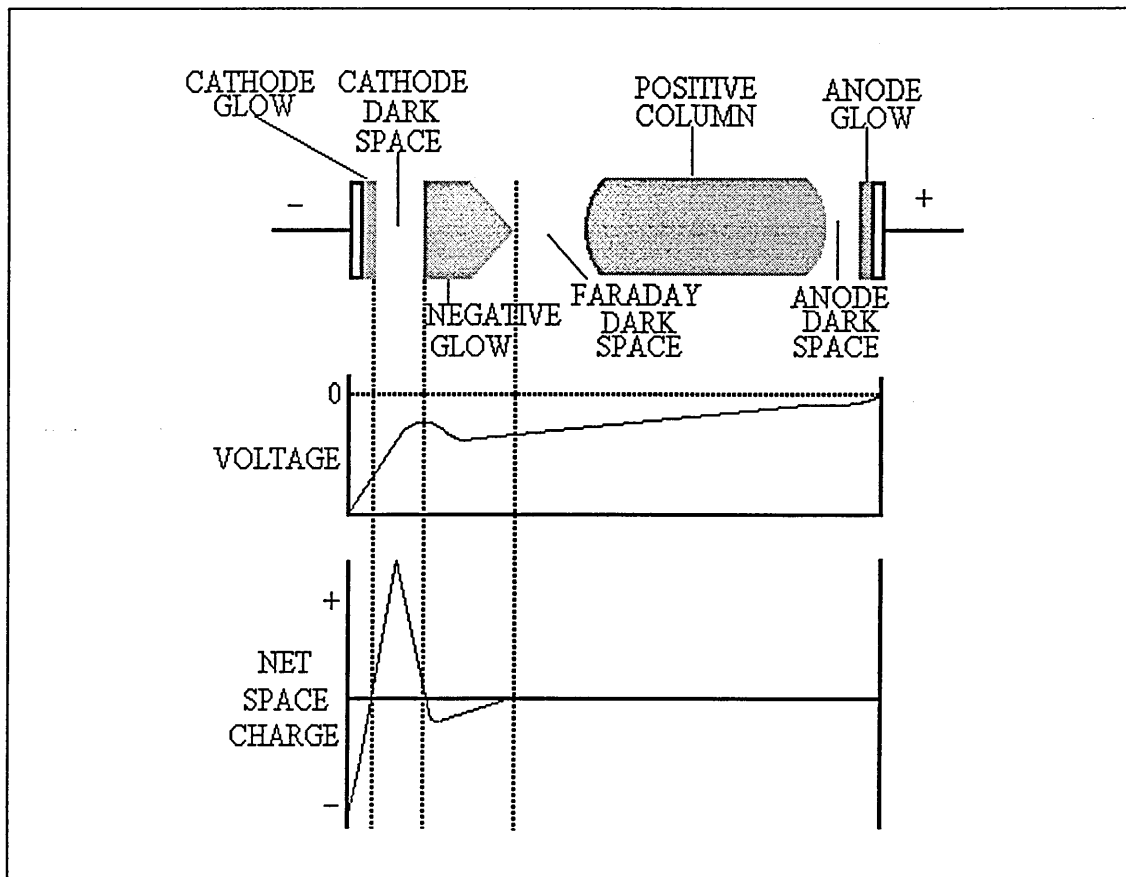 CATHODE
GLOW
CATHODE
DARK
SPACE
POSITIVE
COLUMN
ANODE
GLOW
−
+
NEGATIVE
GLOW
FARADAY
DARK
SPACE
ANODE
DARK
SPACE
0
VOLTAGE
+
NET
SPACE
CHARGE
−